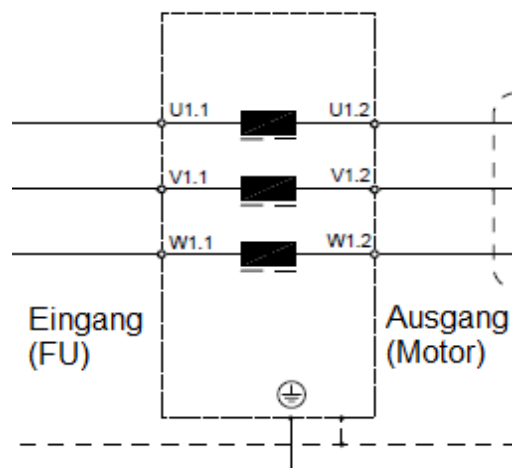 U1.1 U1.2
V1.1 V1.2
W1.1 W1.2
Eingang
(FU)
Ausgang
(Motor)